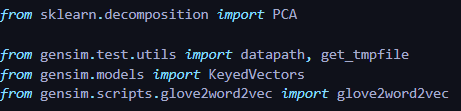 from sklearn.decomposition import PCA
from gensim.test.utils import datapath, get_tmpfile
from gensim.models import KeyedVectors
from gensim.scripts.glove2word2vec import glove2word2vec